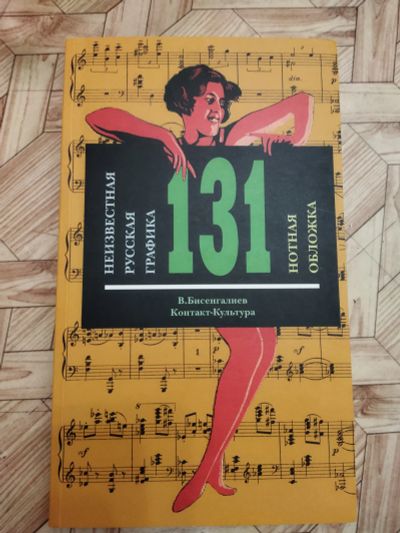 НЕИЗВЕСТНАЯ
РУССКАЯ
ГРАФИКА
131
НОТНАЯ
ОБЛОЖКА
В.Бисенгалиев
Контакт-Культура